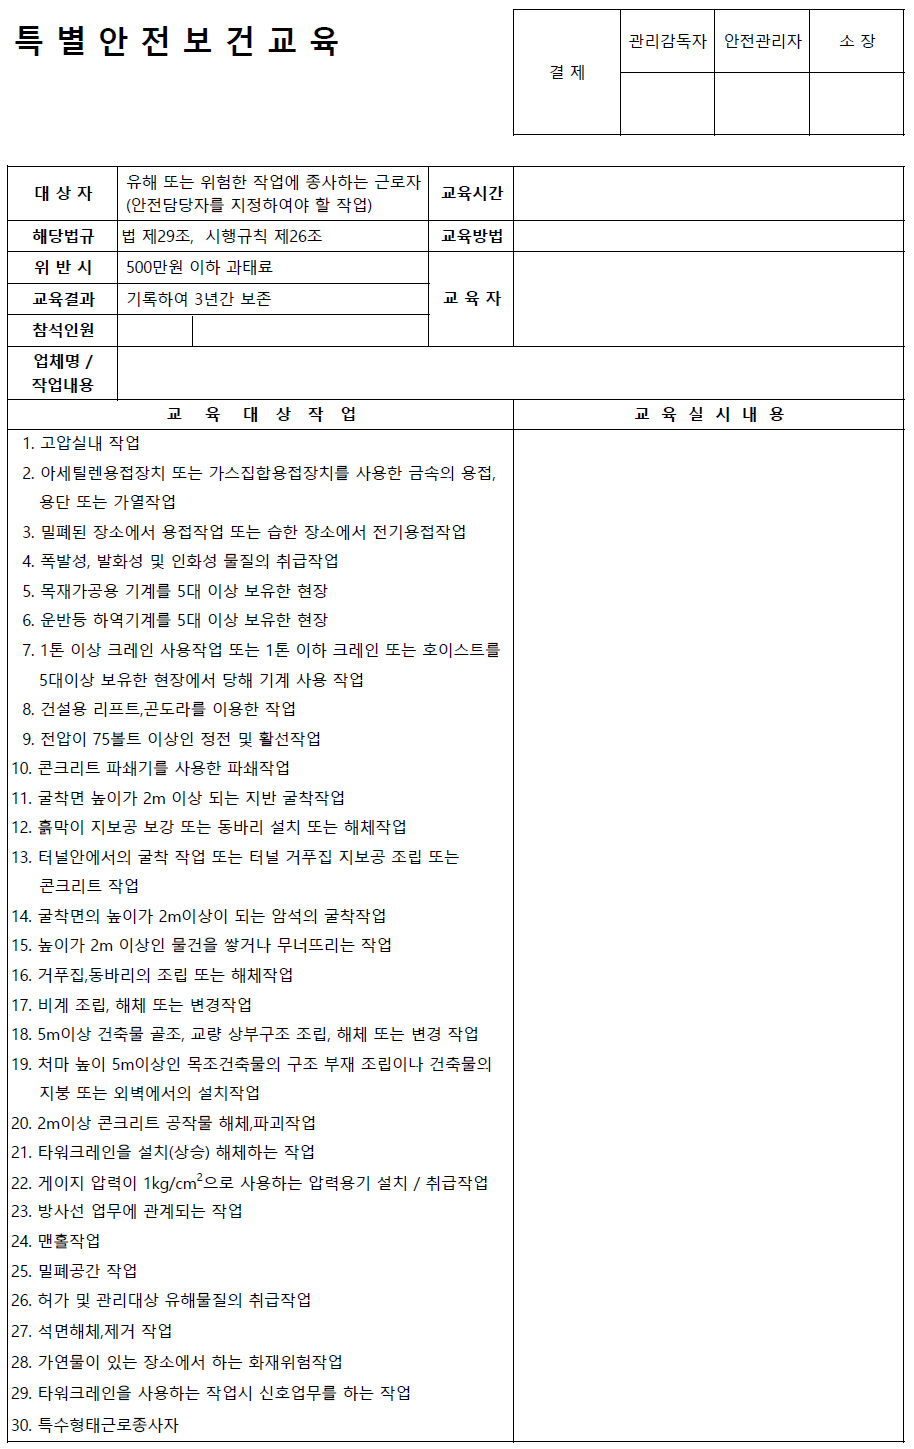 특 별 안 전 보 건 교 육
결 제
관리감독자 안전관리자 소 장
대 상 자
유해 또는 위험한 작업에 종사하는 근로자
(안전담당자를 지정하여야 할 작업)
교육시간
해당법규 법 제29조, 시행규칙 제26조 교육방법
위 반 시 500만원 이하 과태료
교육결과 기록하여 3년간 보존 교 육 자
참석인원
업체명 /
작업내용
교 육 대 상 작 업 교 육 실 시 내 용
1. 고압실내 작업
2. 아세틸렌용접장치 또는 가스집합용접장치를 사용한 금속의 용접,
용단 또는 가열작업
3. 밀폐된 장소에서 용접작업 또는 습한 장소에서 전기용접작업
4. 폭발성, 발화성 및 인화성 물질의 취급작업
5. 목재가공용 기계를 5대 이상 보유한 현장
6. 운반등 하역기계를 5대 이상 보유한 현장
7. 1톤 이상 크레인 사용작업 또는 1톤 이하 크레인 또는 호이스트를
5대이상 보유한 현장에서 당해 기계 사용 작업
8. 건설용 리프트,곤도라를 이용한 작업
9. 전압이 75볼트 이상인 정전 및 활선작업
10. 콘크리트 파쇄기를 사용한 파쇄작업
11. 굴착면 높이가 2m 이상 되는 지반 굴착작업
12. 흙막이 지보공 보강 또는 동바리 설치 또는 해체작업
13. 터널안에서의 굴착 작업 또는 터널 거푸집 지보공 조립 또는
콘크리트 작업
14. 굴착면의 높이가 2m이상이 되는 암석의 굴착작업
15. 높이가 2m 이상인 물건을 쌓거나 무너뜨리는 작업
16. 거푸집,동바리의 조립 또는 해체작업
17. 비계 조립, 해체 또는 변경작업
18. 5m이상 건축물 골조, 교량 상부구조 조립, 해체 또는 변경 작업
19. 처마 높이 5m이상인 목조건축물의 구조 부재 조립이나 건축물의
지붕 또는 외벽에서의 설치작업
20. 2m이상 콘크리트 공작물 해체,파괴작업
21. 타워크레인을 설치(상승) 해체하는 작업
22. 게이지 압력이 1kg/cm²으로 사용하는 압력용기 설치 / 취급작업
23. 방사선 업무에 관계되는 작업
24. 맨홀작업
25. 밀폐공간 작업
26. 허가 및 관리대상 유해물질의 취급작업
27. 석면해체,제거 작업
28. 가연물이 있는 장소에서 하는 화재위험작업
29. 타워크레인을 사용하는 작업시 신호업무를 하는 작업
30. 특수형태근로종사자